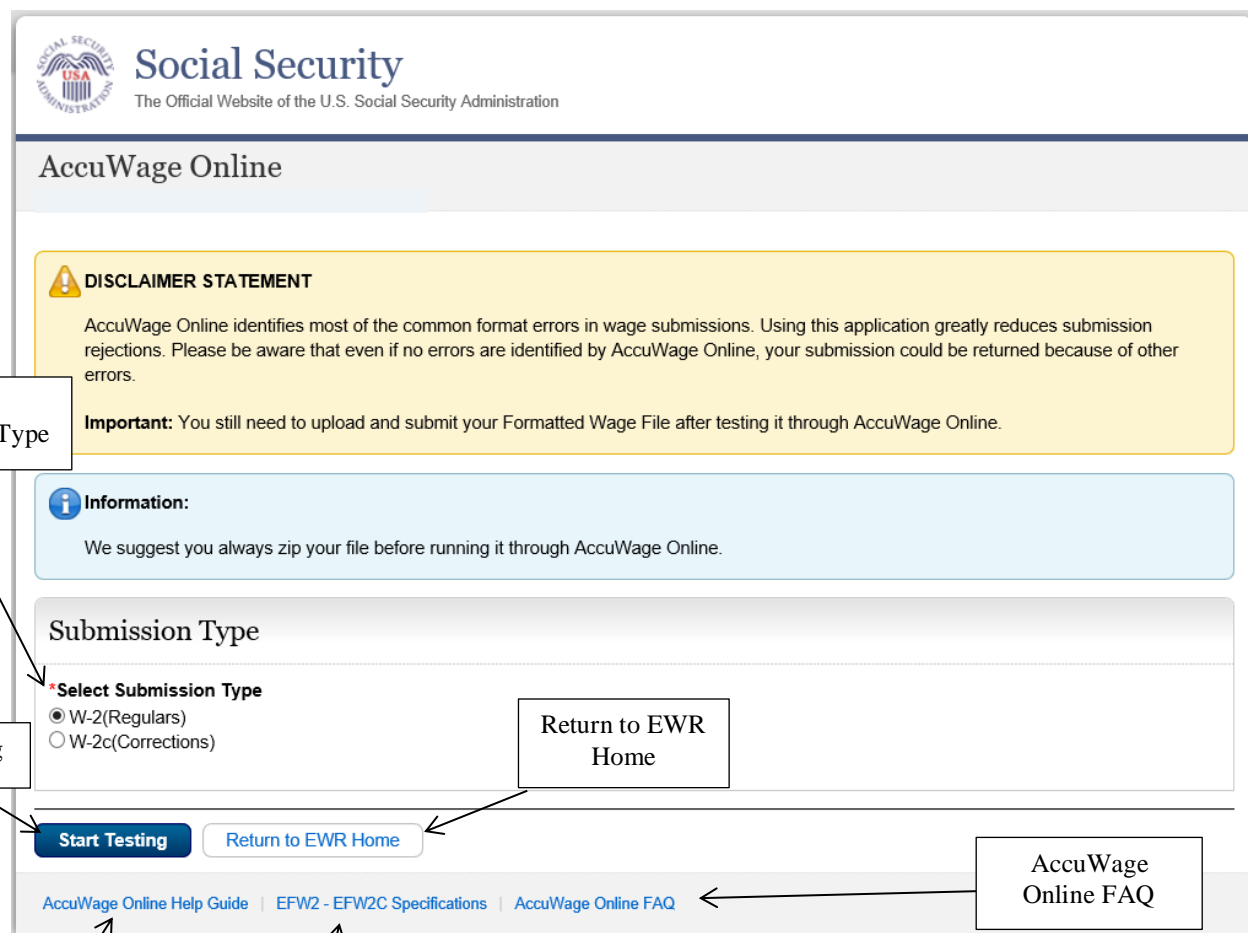 SOCIAL SECURITY ADMINISTRATION
USA
Social Security
The Official Website of the U.S. Social Security Administration
AccuWage Online
DISCLAIMER STATEMENT
AccuWage Online identifies most of the common format errors in wage submissions. Using this application greatly reduces submission
rejections. Please be aware that even if no errors are identified by AccuWage Online, your submission could be returned because of other
errors.
Type
Important: You still need to upload and submit your Formatted Wage File after testing it through AccuWage Online.
Information:
We suggest you always zip your file before running it through AccuWage Online.
Submission Type
*Select Submission Type
W-2(Regulars)
W-2c(Corrections)
Return to EWR
Home
Start Testing
Return to EWR Home
AccuWage
Online FAQ
AccuWage Online Help Guide | EFW2 - EFW2C Specifications | AccuWage Online FAQ